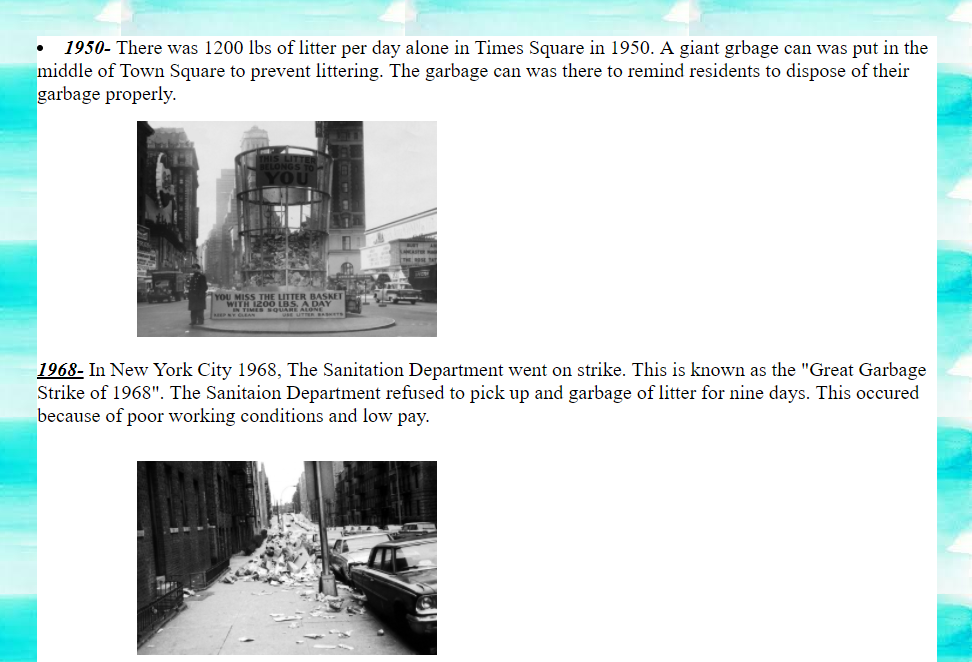 1950- There was 1200 lbs of litter per day alone in Times Square in 1950. A giant grbage can was put in the
middle of Town Square to prevent littering. The garbage can was there to remind residents to dispose of their
garbage properly.
THIS LITTER
BELONGS TO
YOU
YOU MISS THE LITTER BASKET
WITH 1200 LBS. A DAY
IN TIMES SQUARE ALONE
KEEP N.Y. CLEAN USE LITTER BASKETS
1968- In New York City 1968, The Sanitation Department went on strike. This is known as the "Great Garbage
Strike of 1968". The Sanitaion Department refused to pick up and garbage of litter for nine days. This occured
because of poor working conditions and low pay.